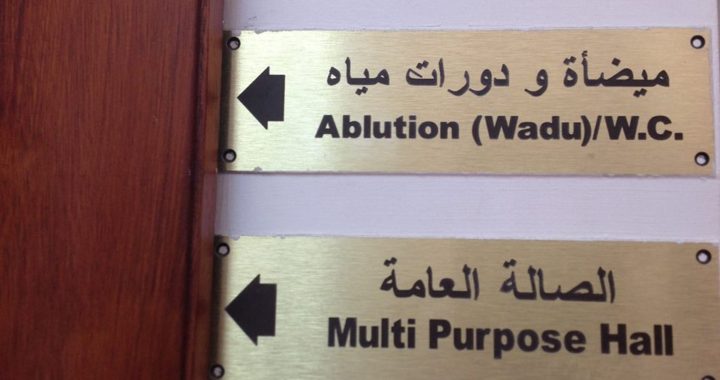 ميضأة و دورات مياه
Ablution (Wadu)/W.C.
الصالة العامة
Multi Purpose Hall